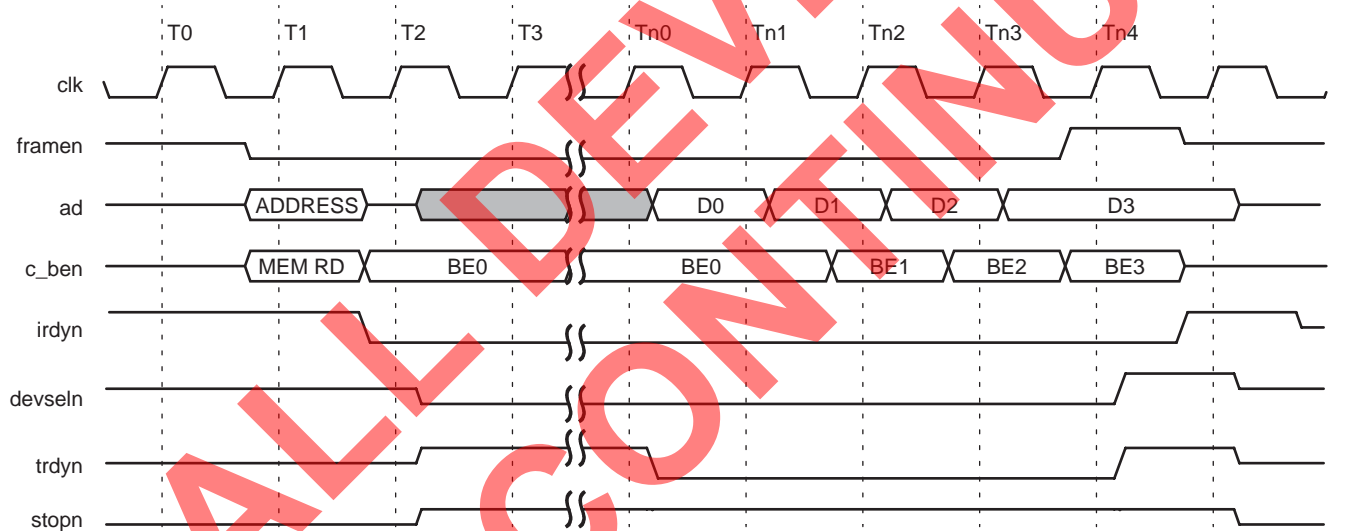 T0 T1 T2 T3 Tn0 Tn1 Tn2 Tn3 Tn4
clk
framen
ad ADDRESS D0 D1 D2 D3
c_ben MEM RD BE0 BE0 BE1 BE2 BE3
irdyn
devseln
trdyn
stopn
ALL DEV
CONTINU